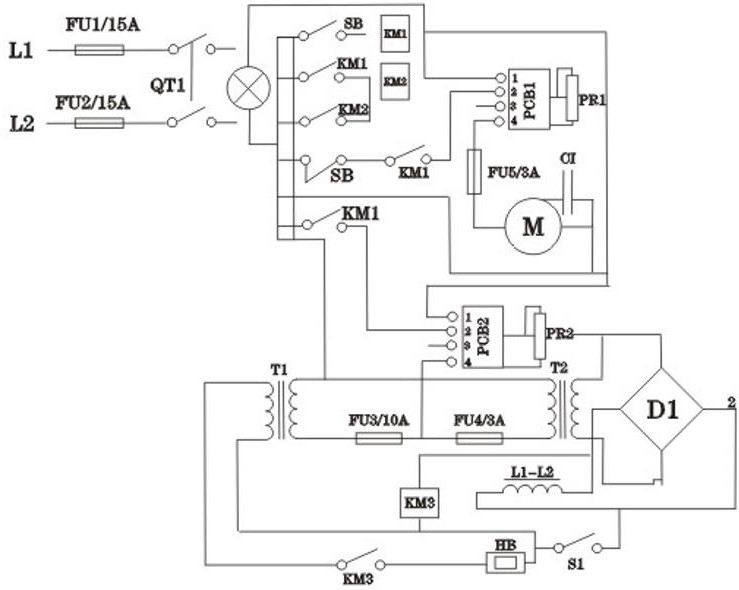 FU1/15A
L1
QT1
FU2/15A
L2
SB
KM1
KM1
KM2
KM2
SB
KM1
KM1
1
2
3
4
PCB1
PR1
FU5/3A
CI
M
1
2
3
4
PCB2
PR2
T1
T2
FU3/10A
FU4/3A
D1
2
L1-L2
KM3
HB
S1
KM3